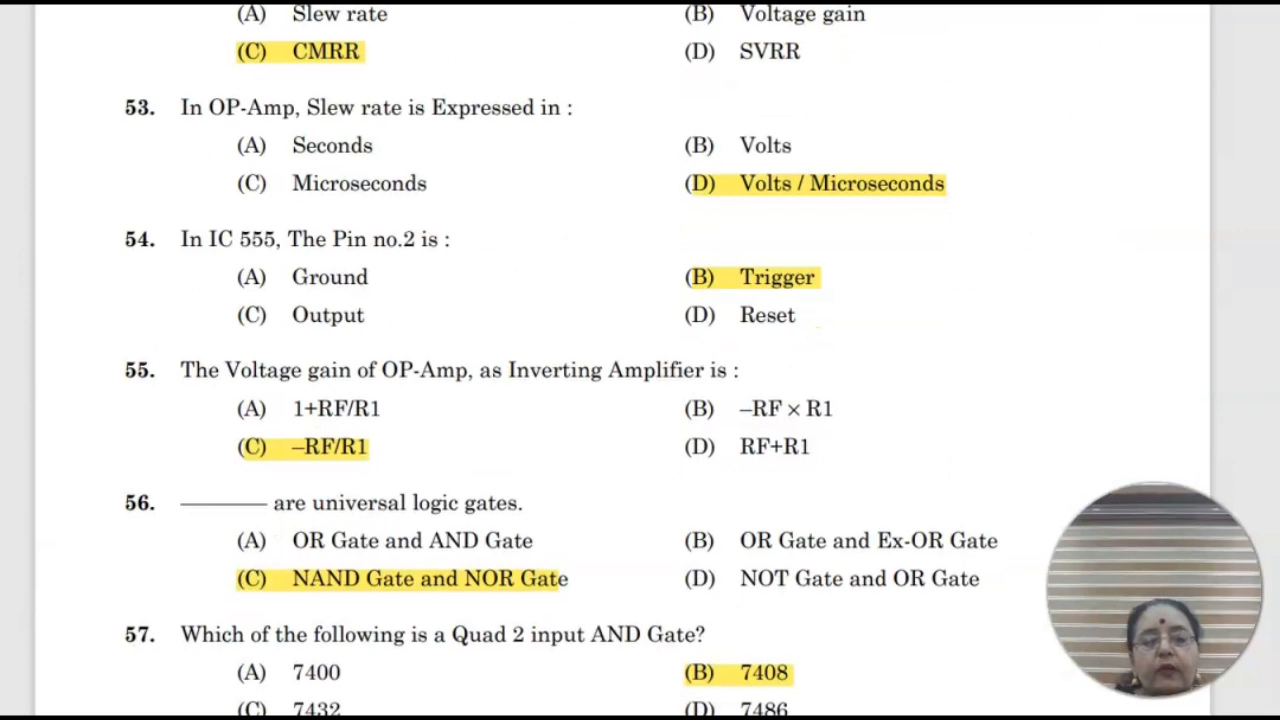 (A) Slew rate (B) Voltage gain
(C) CMRR (D) SVRR
53. In OP-Amp, Slew rate is Expressed in :
(A) Seconds (B) Volts
(C) Microseconds (D) Volts / Microseconds
54. In IC 555, The Pin no.2 is :
(A) Ground (B) Trigger
(C) Output (D) Reset
55. The Voltage gain of OP-Amp, as Inverting Amplifier is :
(A) 1+RF/R1 (B) –RF × R1
(C) –RF/R1 (D) RF+R1
56. ——— are universal logic gates.
(A) OR Gate and AND Gate (B) OR Gate and Ex-OR Gate
(C) NAND Gate and NOR Gate (D) NOT Gate and OR Gate
57. Which of the following is a Quad 2 input AND Gate?
(A) 7400 (B) 7408
(C) 7432 (D) 7486